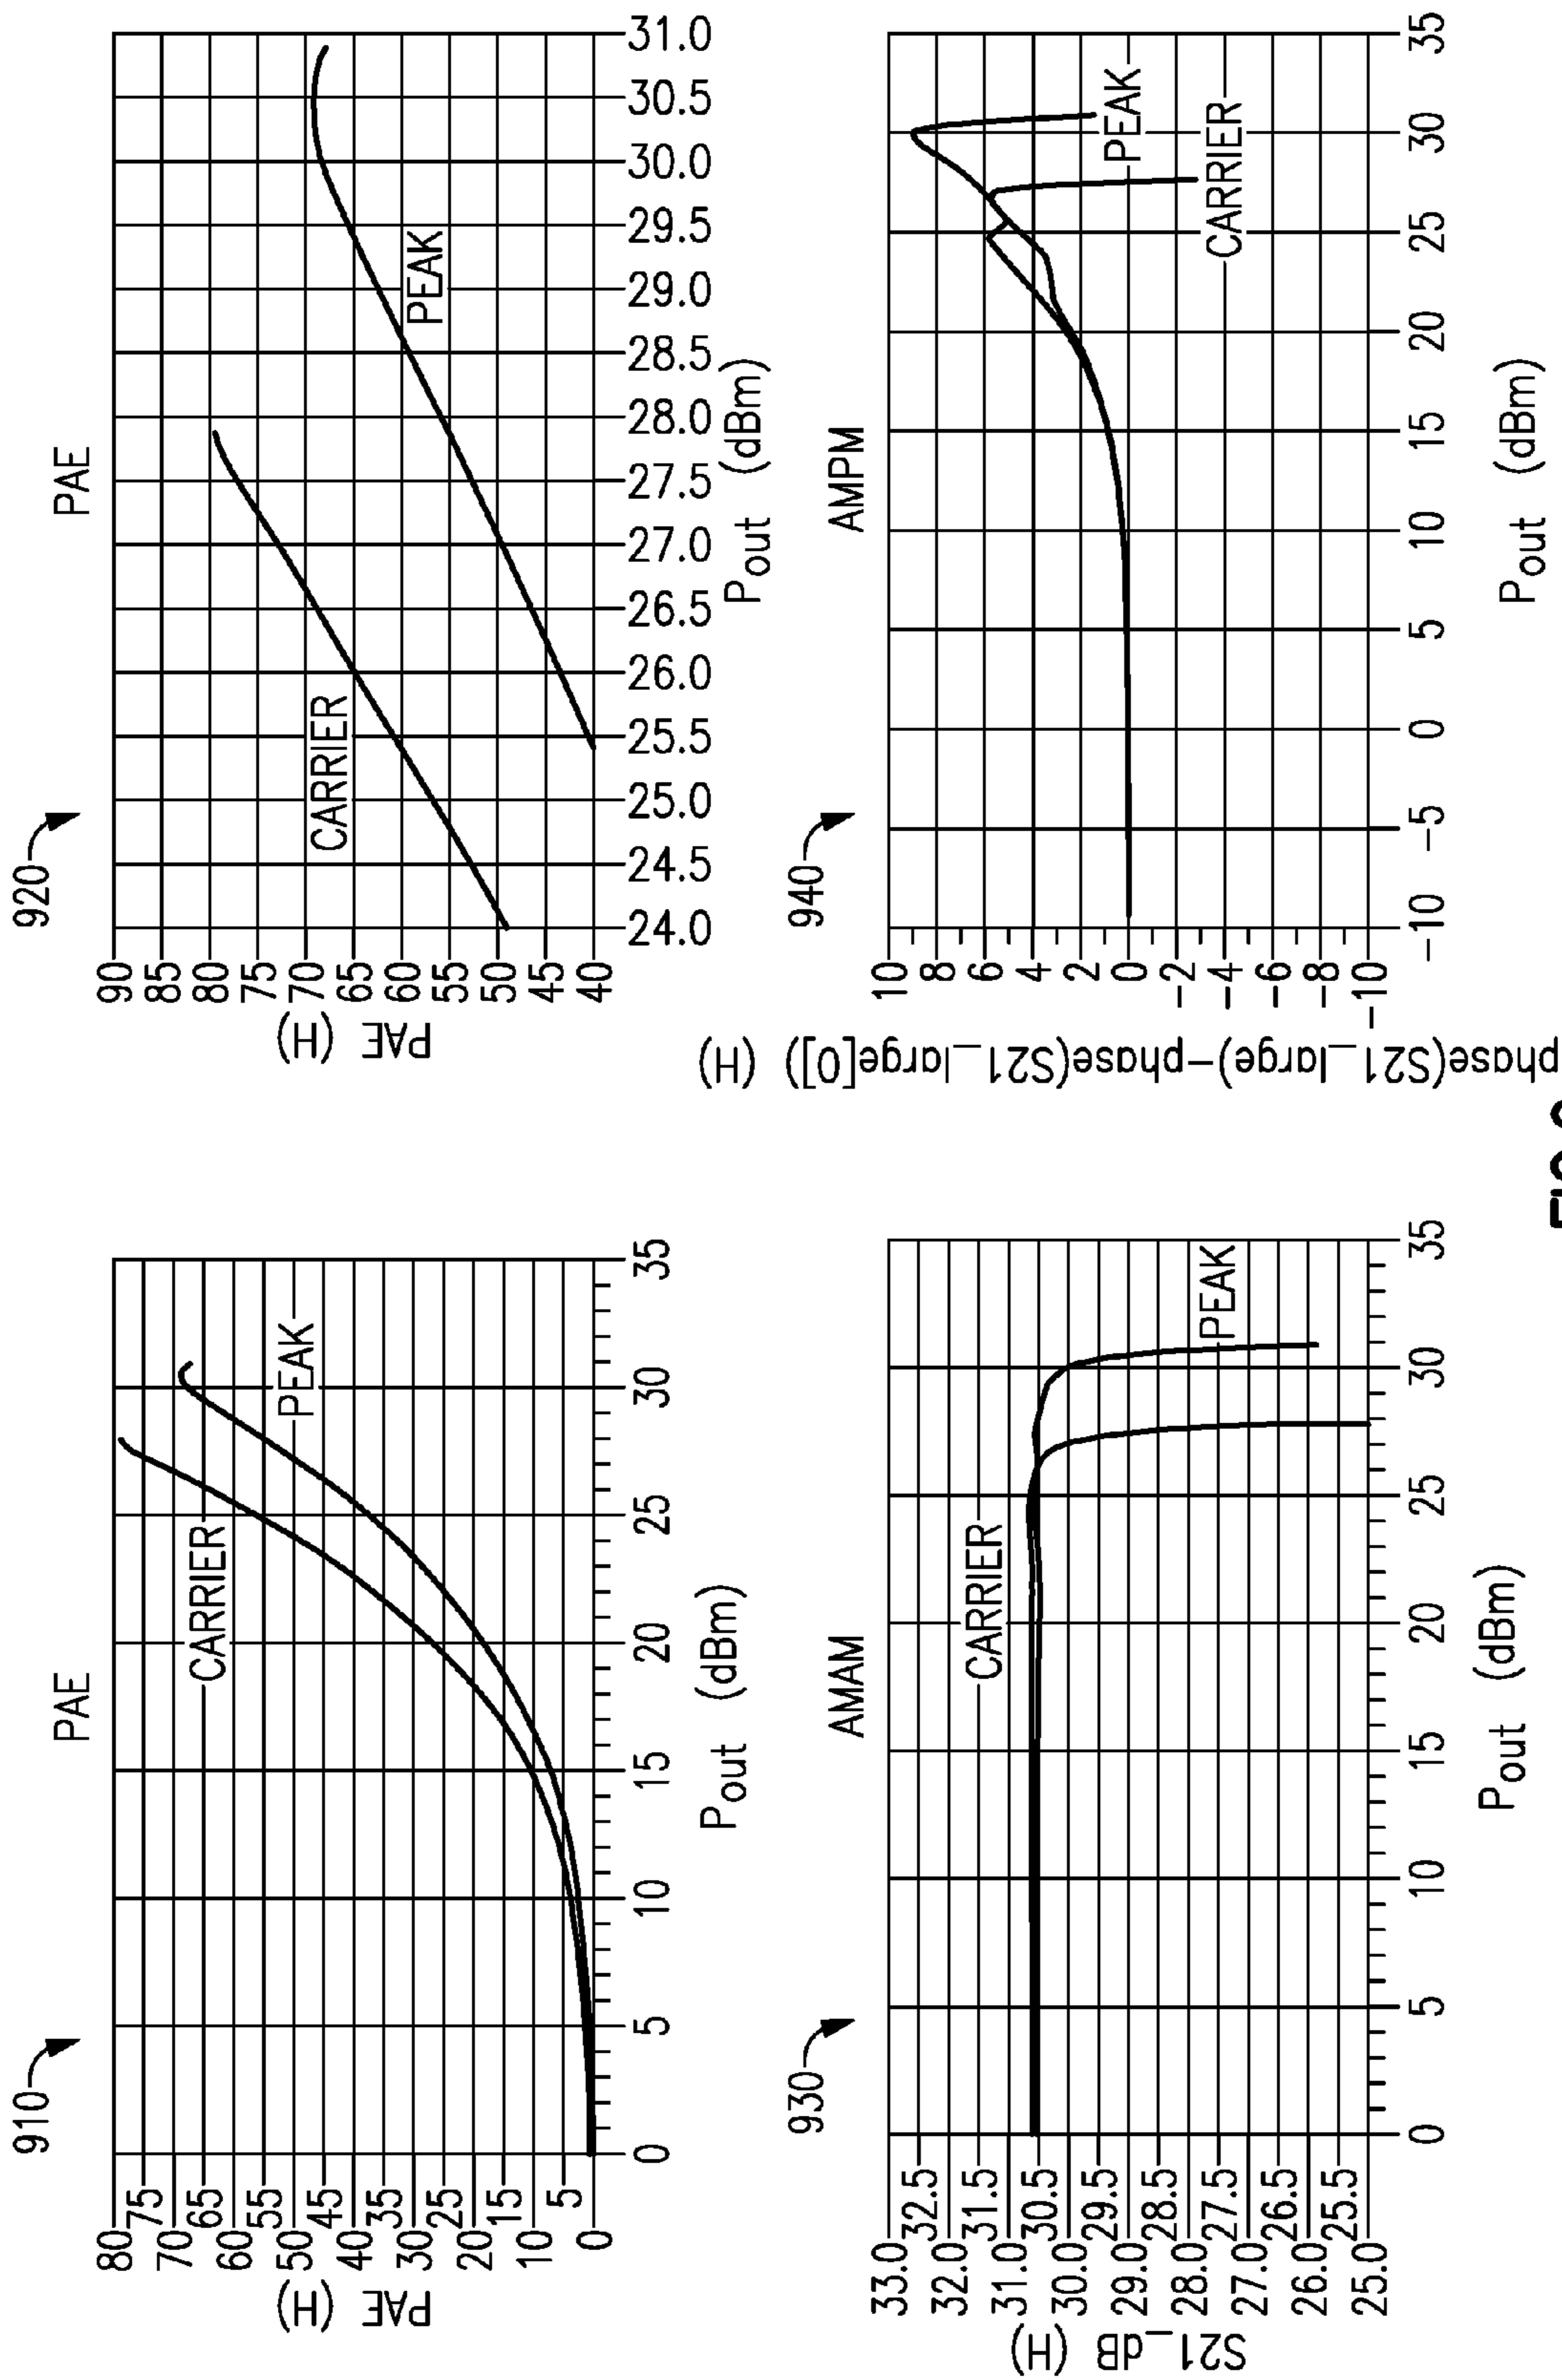 910
PAE
PAE (H)
80
75
70
65
60
55
50
45
40
35
30
25
20
15
10
5
0
CARRIER
PEAK
0 5 10 15 20 25 30 35
Pout (dBm)
920
PAE
PAE (H)
90
85
80
75
70
65
60
55
50
45
40
CARRIER
PEAK
24.0 24.5 25.0 25.5 26.0 26.5 27.0 27.5 28.0 28.5 29.0 29.5 30.0 30.5 31.0
Pout (dBm)
930
AMAM
S21_dB (H)
33.0
32.5
32.0
31.5
31.0
30.5
30.0
29.5
29.0
28.5
28.0
27.5
27.0
26.5
26.0
25.5
25.0
CARRIER
PEAK
0 5 10 15 20 25 30 35
Pout (dBm)
940
AMPM
phase(S21_large)-phase(S21_large[0]) (H)
10
8
6
4
2
0
-2
-4
-6
-8
-10
PEAK
CARRIER
-10 -5 0 5 10 15 20 25 30 35
Pout (dBm)